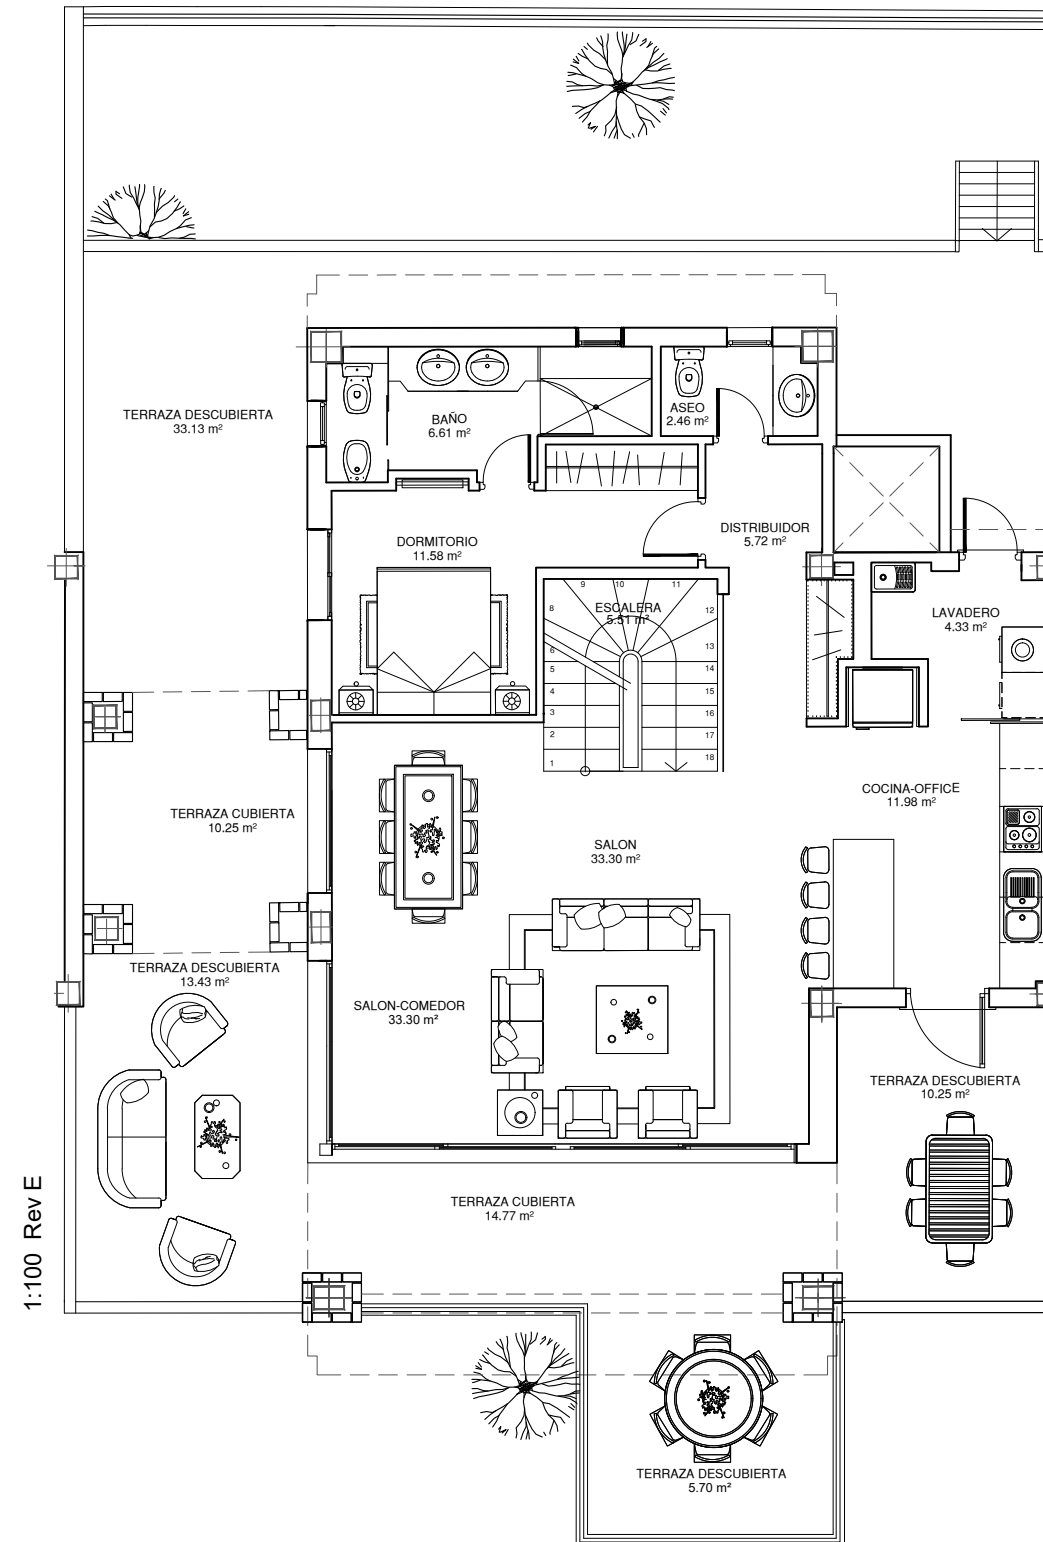 TERRAZA DESCUBIERTA
33.13 m²
BAÑO
6.61 m²
ASEO
2.46 m²
DORMITORIO
11.58 m²
DISTRIBUIDOR
5.72 m²
ESCALERA
5.51 m²
1
2
3
4
5
6
8
9
10
11
12
13
14
15
16
17
18
LAVADERO
4.33 m²
COCINA-OFFICE
11.98 m²
TERRAZA CUBIERTA
10.25 m²
SALON
33.30 m²
TERRAZA DESCUBIERTA
13.43 m²
SALON-COMEDOR
33.30 m²
TERRAZA DESCUBIERTA
10.25 m²
TERRAZA CUBIERTA
14.77 m²
TERRAZA DESCUBIERTA
5.70 m²
1:100 Rev E